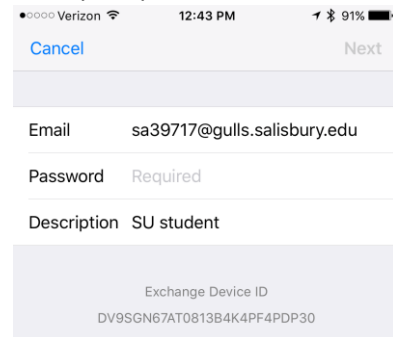 Verizon 12:43 PM 91%
Cancel Next
Email sa39717@gulls.salisbury.edu
Password Required
Description SU student
Exchange Device ID
DV9SGN67AT0813B4K4PF4PDP30